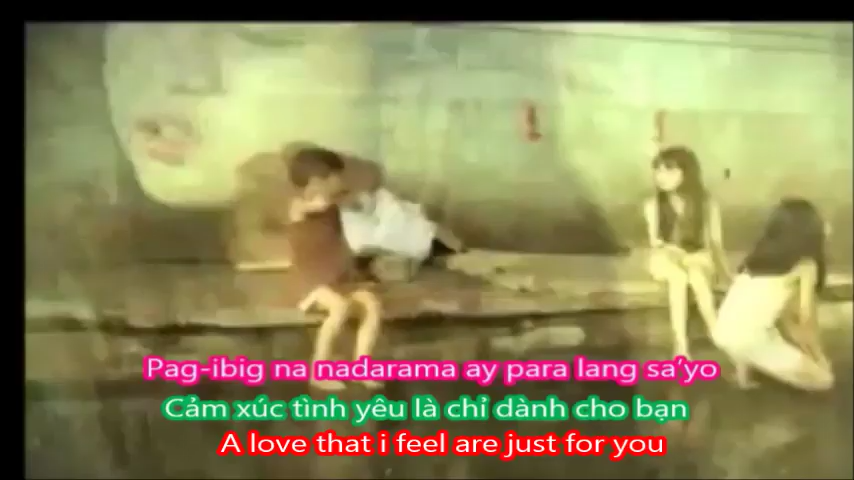 Pag-ibig na nadarama ay para lang sa'yo
Cảm xúc tình yêu là chỉ dành cho bạn
A love that i feel are just for you